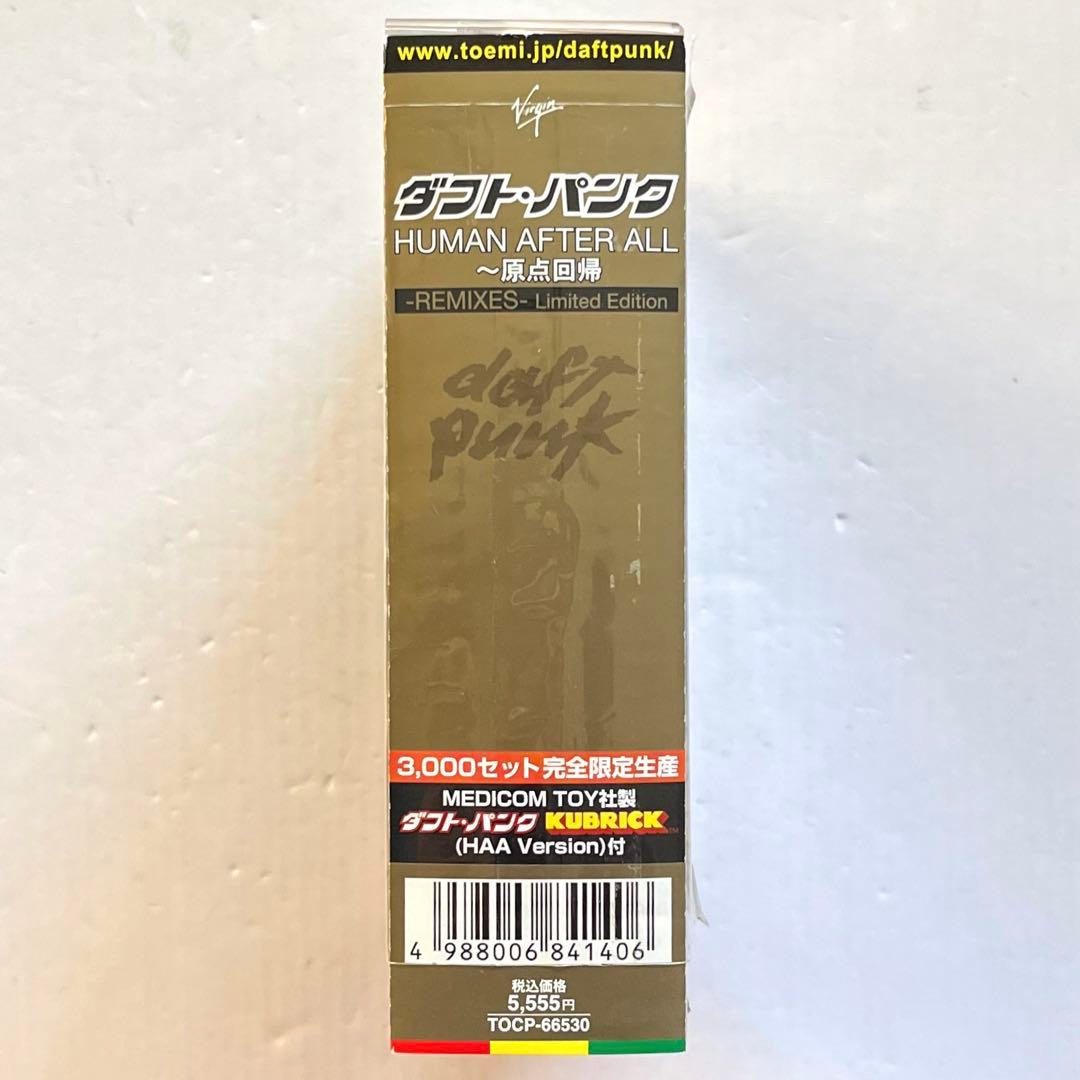 www.toemi.jp/daftpunk/
Virgin
ダフト・パンク
HUMAN AFTER ALL
～原点回帰
-REMIXES- Limited Edition
daft
punk
3,000セット完全限定生産
MEDICOM TOY社製
ダフト・パンク KUBRICK™
(HAA Version)付
4 988006 841406
税込価格
5,555円
TOCP-66530